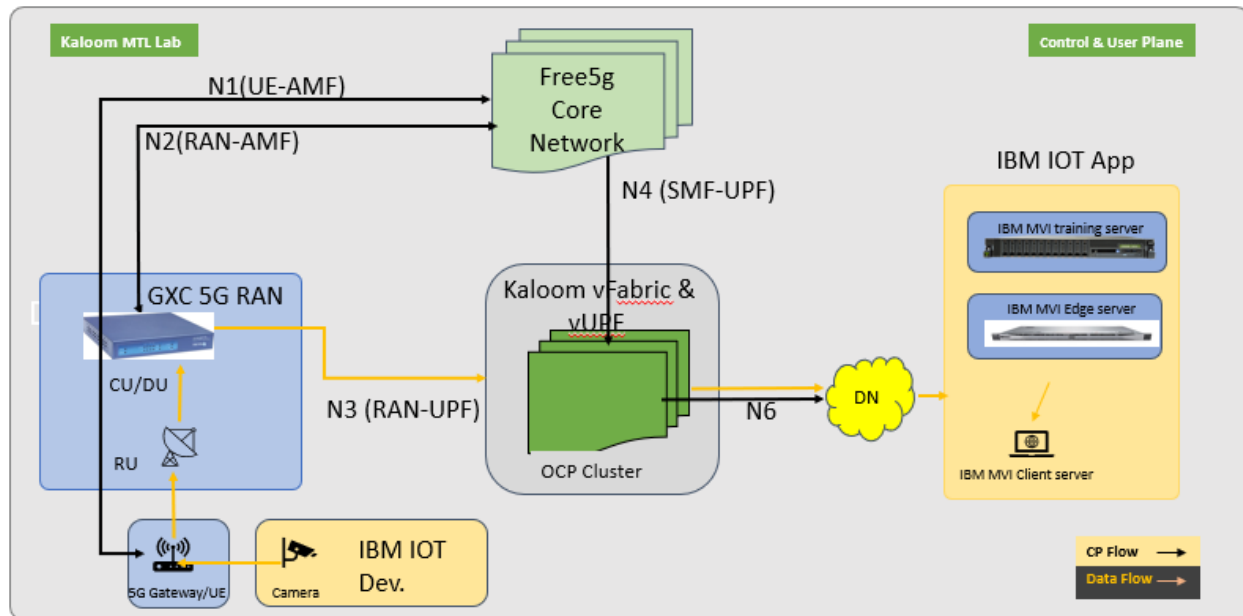 Kaloom MTL Lab
Control & User Plane
N1(UE-AMF)
N2(RAN-AMF)
Free5g
Core
Network
N4 (SMF-UPF)
IBM IOT App
IBM MVI training server
IBM MVI Edge server
IBM MVI Client server
GXC 5G RAN
CU/DU
RU
N3 (RAN-UPF)
Kaloom vFabric &
vUPF
OCP Cluster
N6
DN
5G Gateway/UE
Camera
IBM IOT
Dev.
CP Flow
Data Flow